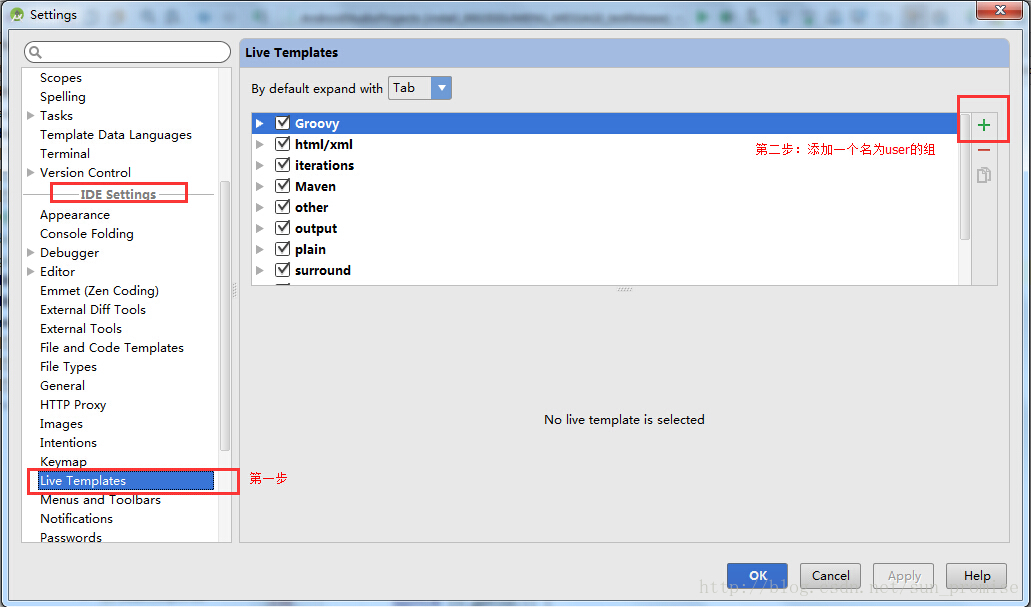 Settings
Scopes
Spelling
Tasks
Template Data Languages
Terminal
Version Control
IDE Settings
Appearance
Console Folding
Debugger
Editor
Emmet (Zen Coding)
External Diff Tools
External Tools
File and Code Templates
File Types
General
HTTP Proxy
Images
Intentions
Keymap
Live Templates
第一步
Menus and Toolbars
Notifications
Passwords
Live Templates
By default expand with Tab
Groovy
html/xml
iterations
Maven
other
output
plain
surround
第二步：添加一个名为user的组
No live template is selected
OK
Cancel
Apply
Help
http://blog.csdn.net/sun_promise